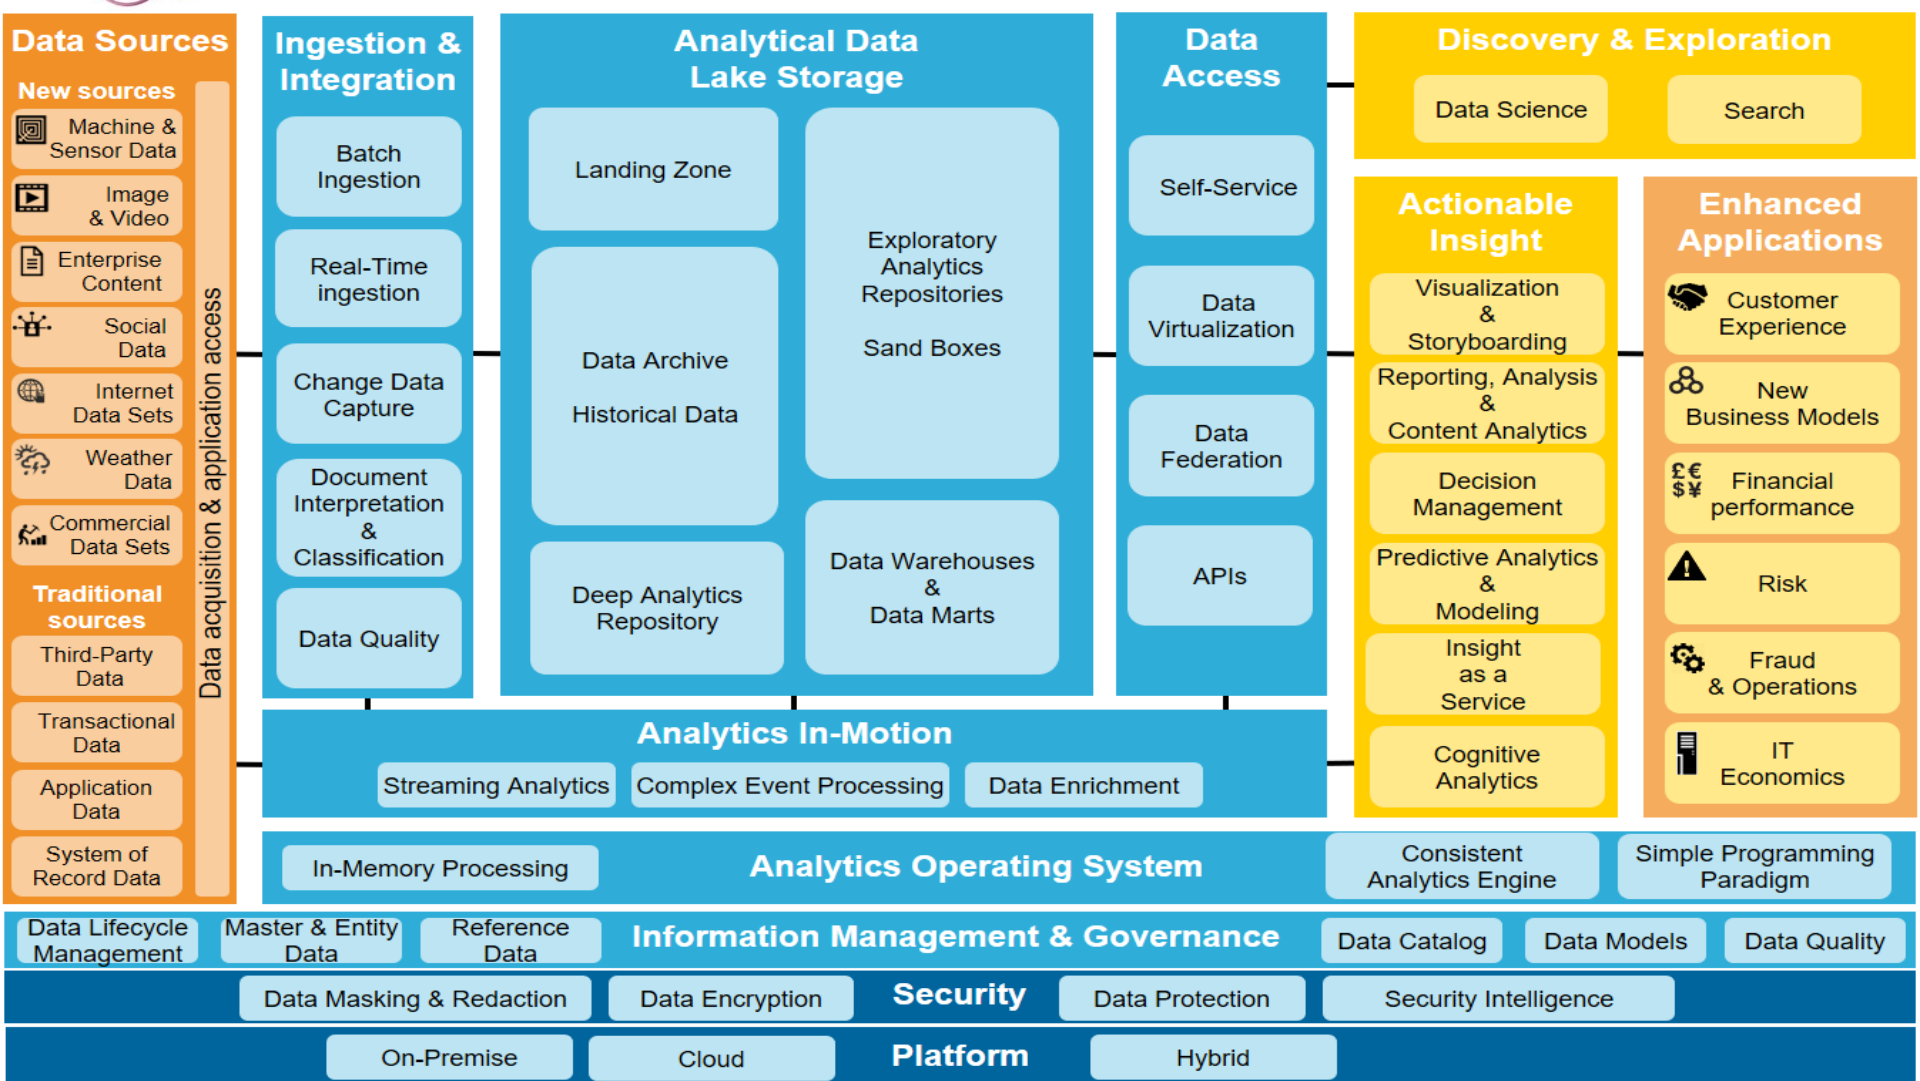 Data Sources
New sources
Machine &
Sensor Data
Image
& Video
Enterprise
Content
Social
Data
Internet
Data Sets
Weather
Data
Commercial
Data Sets
Traditional
sources
Third-Party
Data
Transactional
Data
Application
Data
System of
Record Data
Data acquisition & application access
Ingestion &
Integration
Batch
Ingestion
Real-Time
ingestion
Change Data
Capture
Document
Interpretation
&
Classification
Data Quality
Analytical Data
Lake Storage
Landing Zone
Data Archive
Historical Data
Deep Analytics
Repository
Exploratory
Analytics
Repositories
Sand Boxes
Data Warehouses
&
Data Marts
Data
Access
Self-Service
Data
Virtualization
Data
Federation
APIs
Discovery & Exploration
Data Science
Search
Actionable
Insight
Visualization
&
Storyboarding
Reporting, Analysis
&
Content Analytics
Decision
Management
Predictive Analytics
&
Modeling
Insight
as a
Service
Cognitive
Analytics
Enhanced
Applications
Customer
Experience
New
Business Models
£€
$¥
Financial
performance
Risk
Fraud
& Operations
IT
Economics
Analytics In-Motion
Streaming Analytics
Complex Event Processing
Data Enrichment
In-Memory Processing
Analytics Operating System
Consistent
Analytics Engine
Simple Programming
Paradigm
Data Lifecycle
Management
Master & Entity
Data
Reference
Data
Information Management & Governance
Data Catalog
Data Models
Data Quality
Data Masking & Redaction
Data Encryption
Security
Data Protection
Security Intelligence
On-Premise
Cloud
Platform
Hybrid